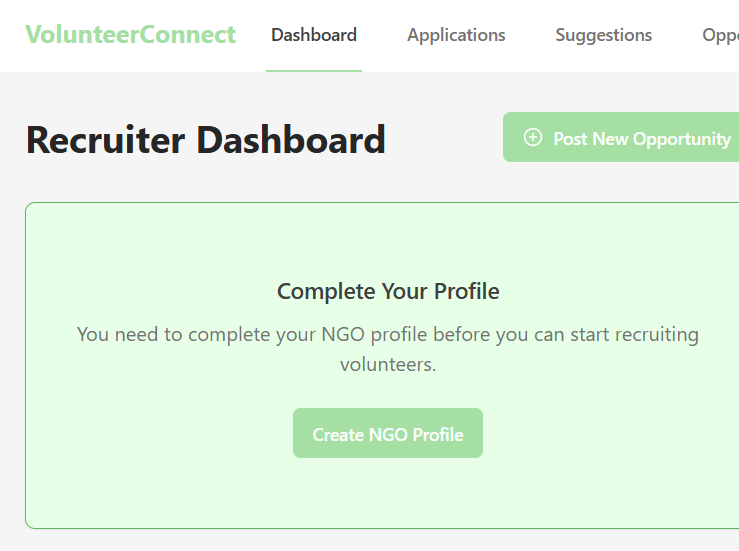 VolunteerConnect Dashboard Applications Suggestions
Recruiter Dashboard Post New Opportunity
Complete Your Profile
You need to complete your NGO profile before you can start recruiting
volunteers.
Create NGO Profile